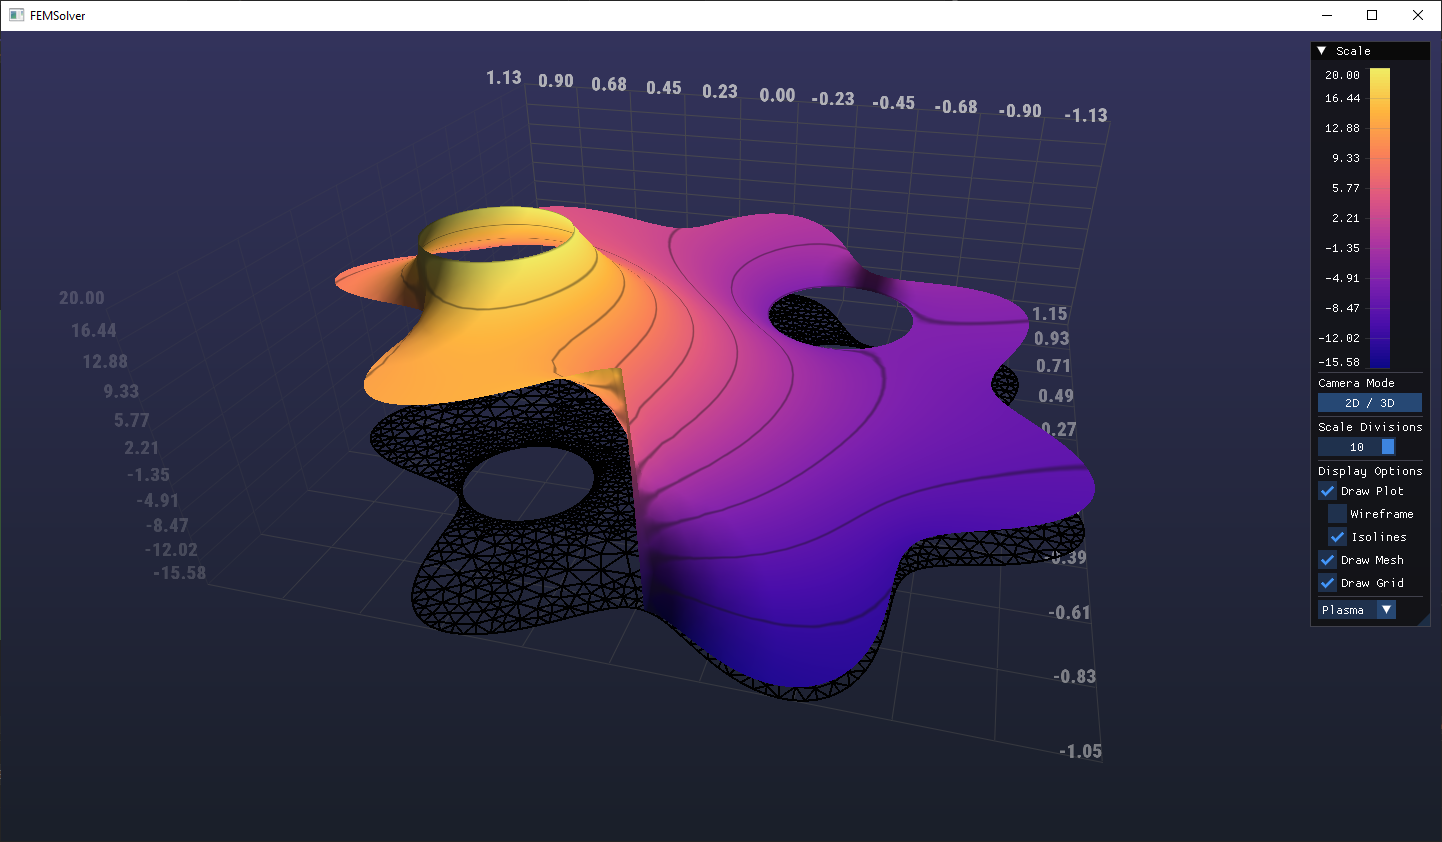 FEMSolver
1.13 0.90 0.68 0.45 0.23 0.00 -0.23 -0.45 -0.68 -0.90 -1.13
20.00
16.44
12.88
9.33
5.77
2.21
-1.35
-4.91
-8.47
-12.02
-15.58
1.15
0.93
0.71
0.49
0.27
-0.39
-0.61
-0.83
-1.05
Scale
20.00
16.44
12.88
9.33
5.77
2.21
-1.35
-4.91
-8.47
-12.02
-15.58
Camera Mode
2D / 3D
Scale Divisions
10
Display Options
Draw Plot
Wireframe
Isolines
Draw Mesh
Draw Grid
Plasma